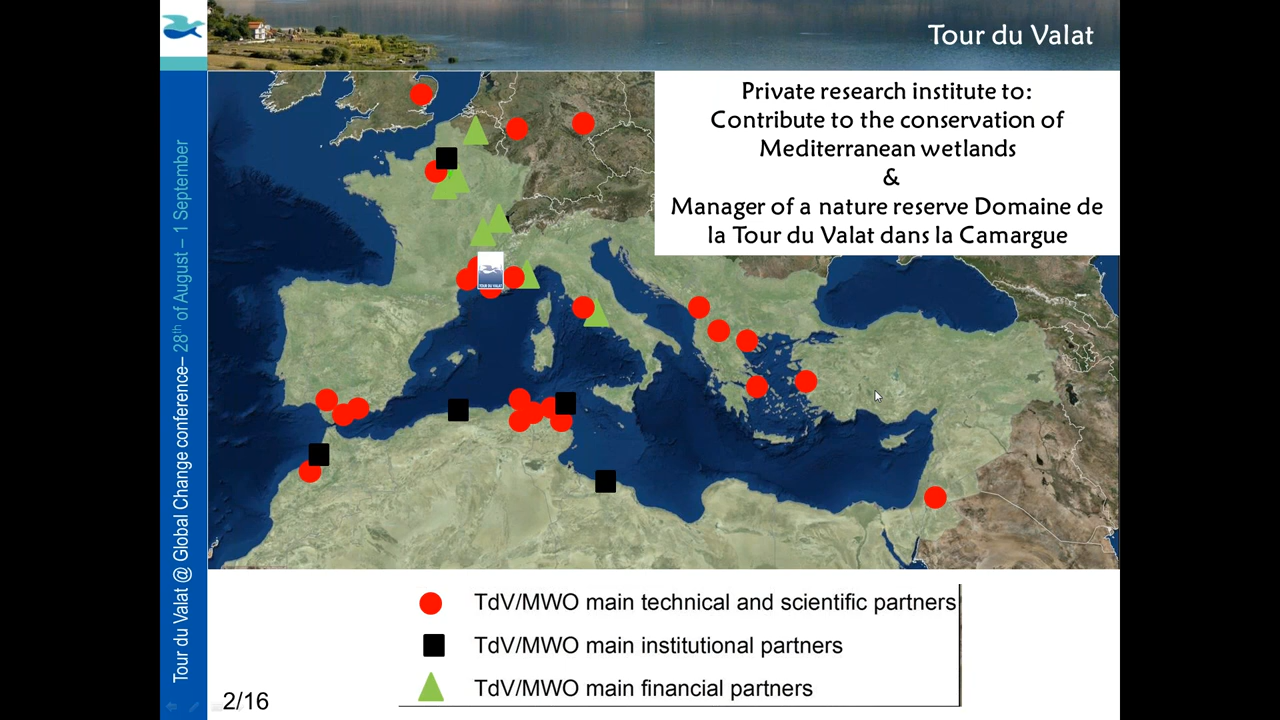 Tour du Valat
Private research institute to:
Contribute to the conservation of
Mediterranean wetlands
&
Manager of a nature reserve Domaine de
la Tour du Valat dans la Camargue
Tour du Valat @ Global Change conference– 28th of August – 1 September
TOUR DU VALAT
TdV/MWO main technical and scientific partners
TdV/MWO main institutional partners
TdV/MWO main financial partners
2/16